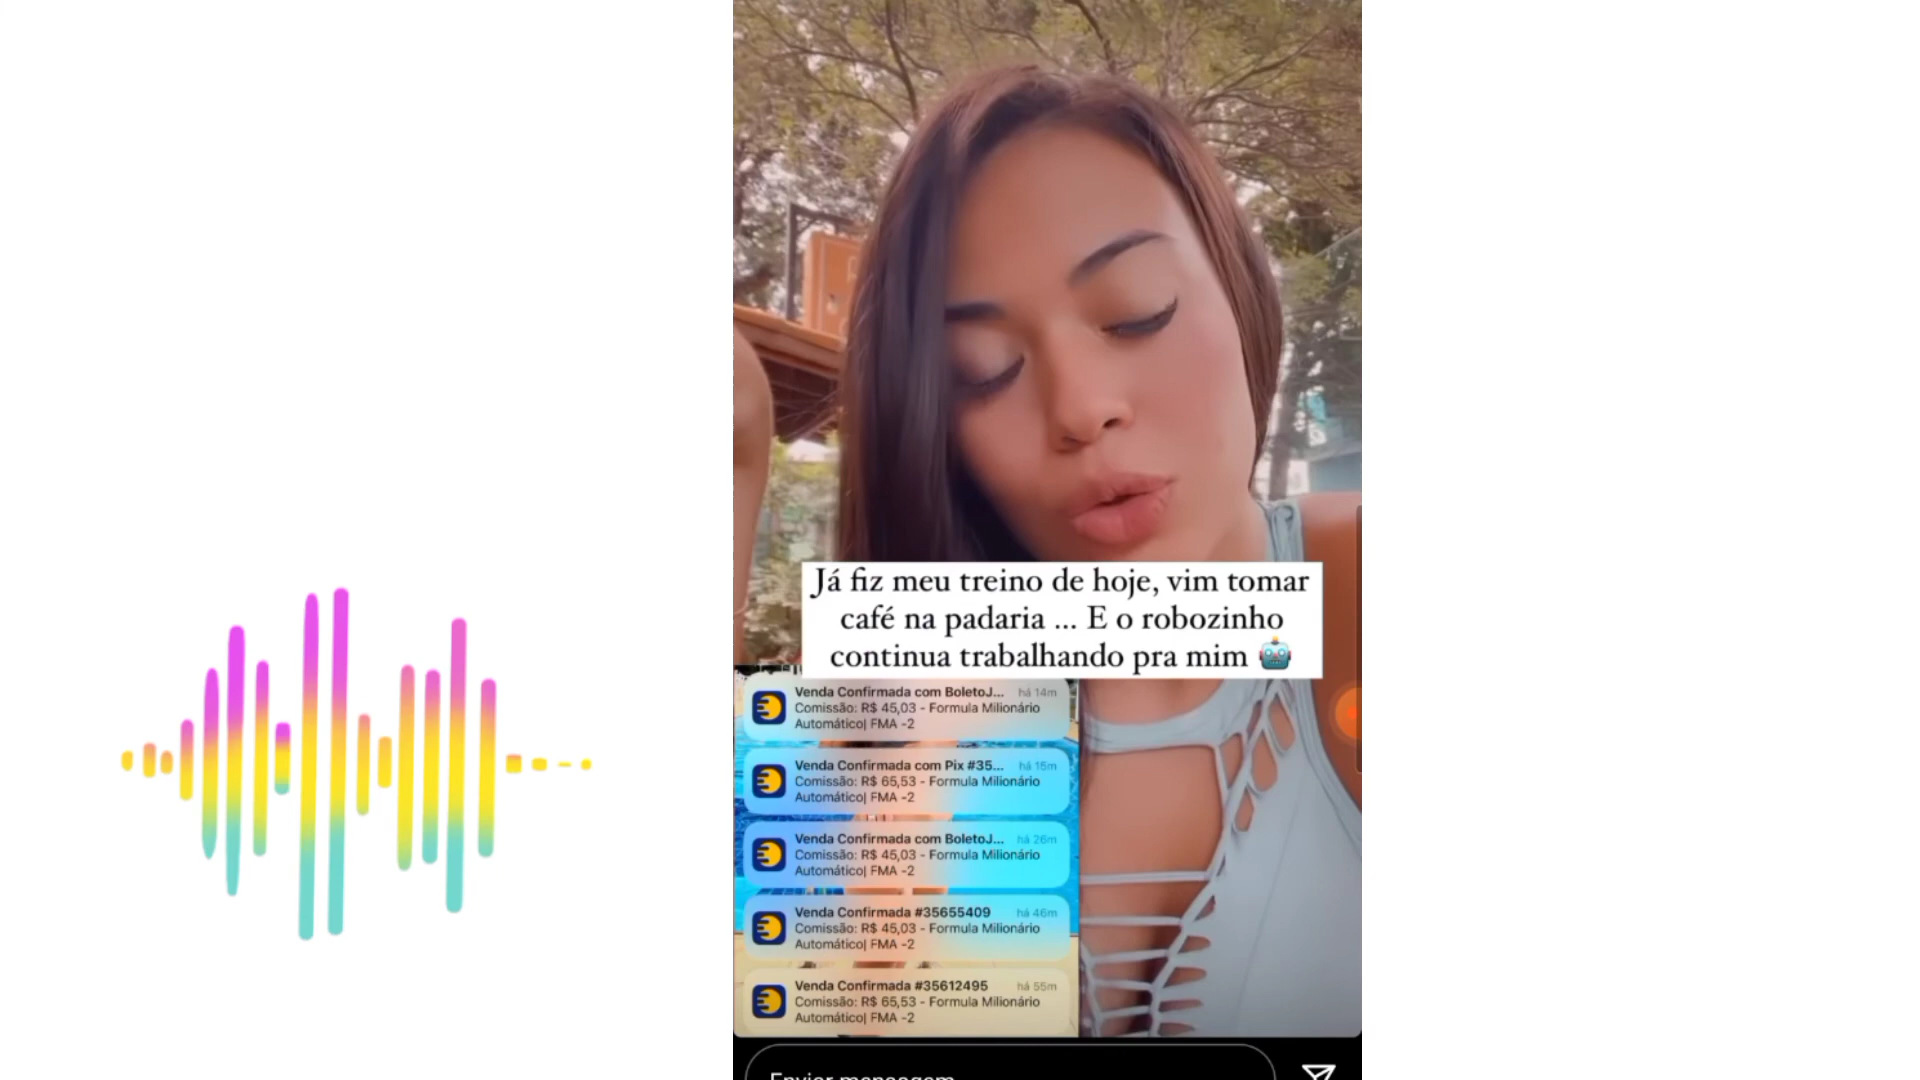 Já fiz meu treino de hoje, vim tomar
café na padaria ... E o robozinho
continua trabalhando pra mim 🤖
Venda Confirmada com BoletoJ... há 14m
Comissão: R$ 45,03 - Formula Milionário
Automático| FMA -2
Venda Confirmada com Pix #35... há 15m
Comissão: R$ 65,53 - Formula Milionário
Automático| FMA -2
Venda Confirmada com BoletoJ... há 26m
Comissão: R$ 45,03 - Formula Milionário
Automático| FMA -2
Venda Confirmada #35655409 há 46m
Comissão: R$ 45,03 - Formula Milionário
Automático| FMA -2
Venda Confirmada #35612495 há 55m
Comissão: R$ 65,53 - Formula Milionário
Automático| FMA -2
Enviar mensagem